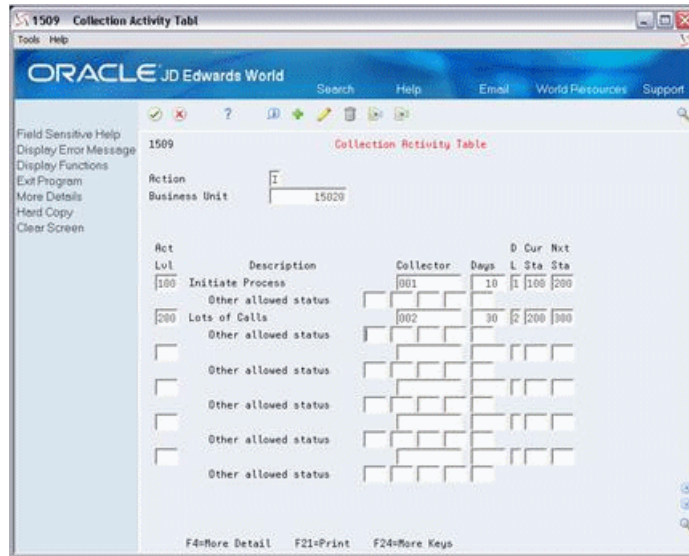 1509 Collection Activity Tabl
Tools Help
ORACLE JD Edwards World
Search Help Email World Resources Support
Field Sensitive Help
Display Error Message
Display Functions
Exit Program
More Details
Hard Copy
Clear Screen
1509 Collection Activity Table
Action I
Business Unit 15020
Act D Cur Nxt
Lvl Description Collector Days L Sta Sta
100 Initiate Process 001 10 1 100 200
Other allowed status
200 Lots of Calls 002 30 2 200 300
Other allowed status
Other allowed status
Other allowed status
Other allowed status
Other allowed status
F4=More Detail F21=Print F24=More Keys